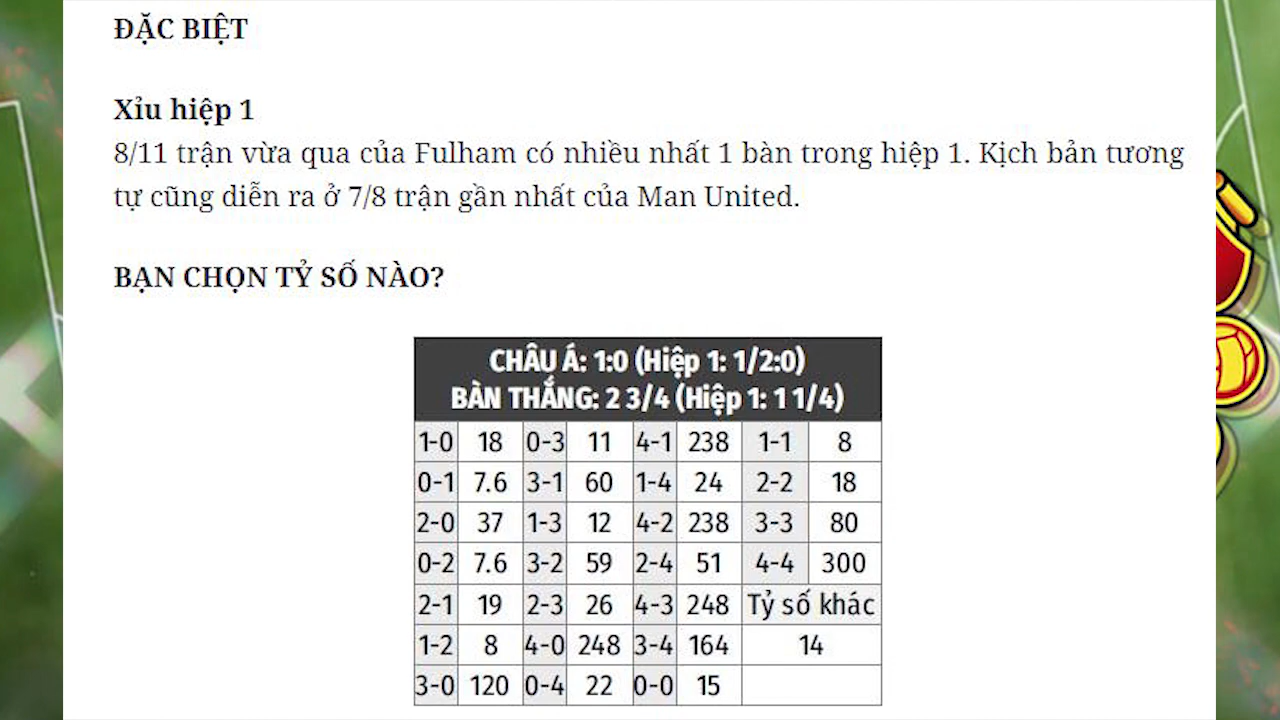 ĐẶC BIỆT
Xỉu hiệp 1
8/11 trận vừa qua của Fulham có nhiều nhất 1 bàn trong hiệp 1. Kịch bản tương
tự cũng diễn ra ở 7/8 trận gần nhất của Man United.
BẠN CHỌN TỶ SỐ NÀO?
CHÂU Á: 1:0 (Hiệp 1: 1/2:0)
BÀN THẮNG: 2 3/4 (Hiệp 1: 1 1/4)
1-0 18 0-3 11 4-1 238 1-1 8
0-1 7.6 3-1 60 1-4 24 2-2 18
2-0 37 1-3 12 4-2 238 3-3 80
0-2 7.6 3-2 59 2-4 51 4-4 300
2-1 19 2-3 26 4-3 248 Tỷ số khác
1-2 8 4-0 248 3-4 164 14
3-0 120 0-4 22 0-0 15